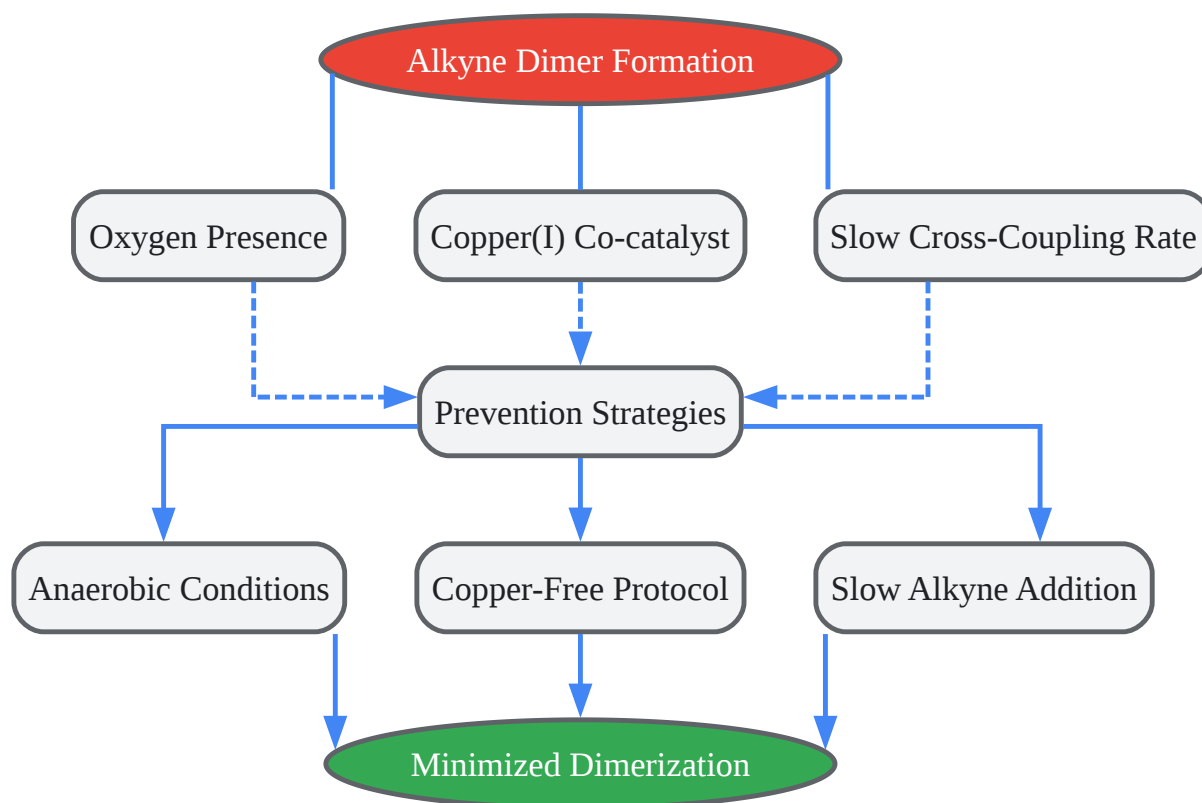 Alkyne Dimer Formation
Oxygen Presence
Copper(I) Co-catalyst
Slow Cross-Coupling Rate
Prevention Strategies
Anaerobic Conditions
Copper-Free Protocol
Slow Alkyne Addition
Minimized Dimerization